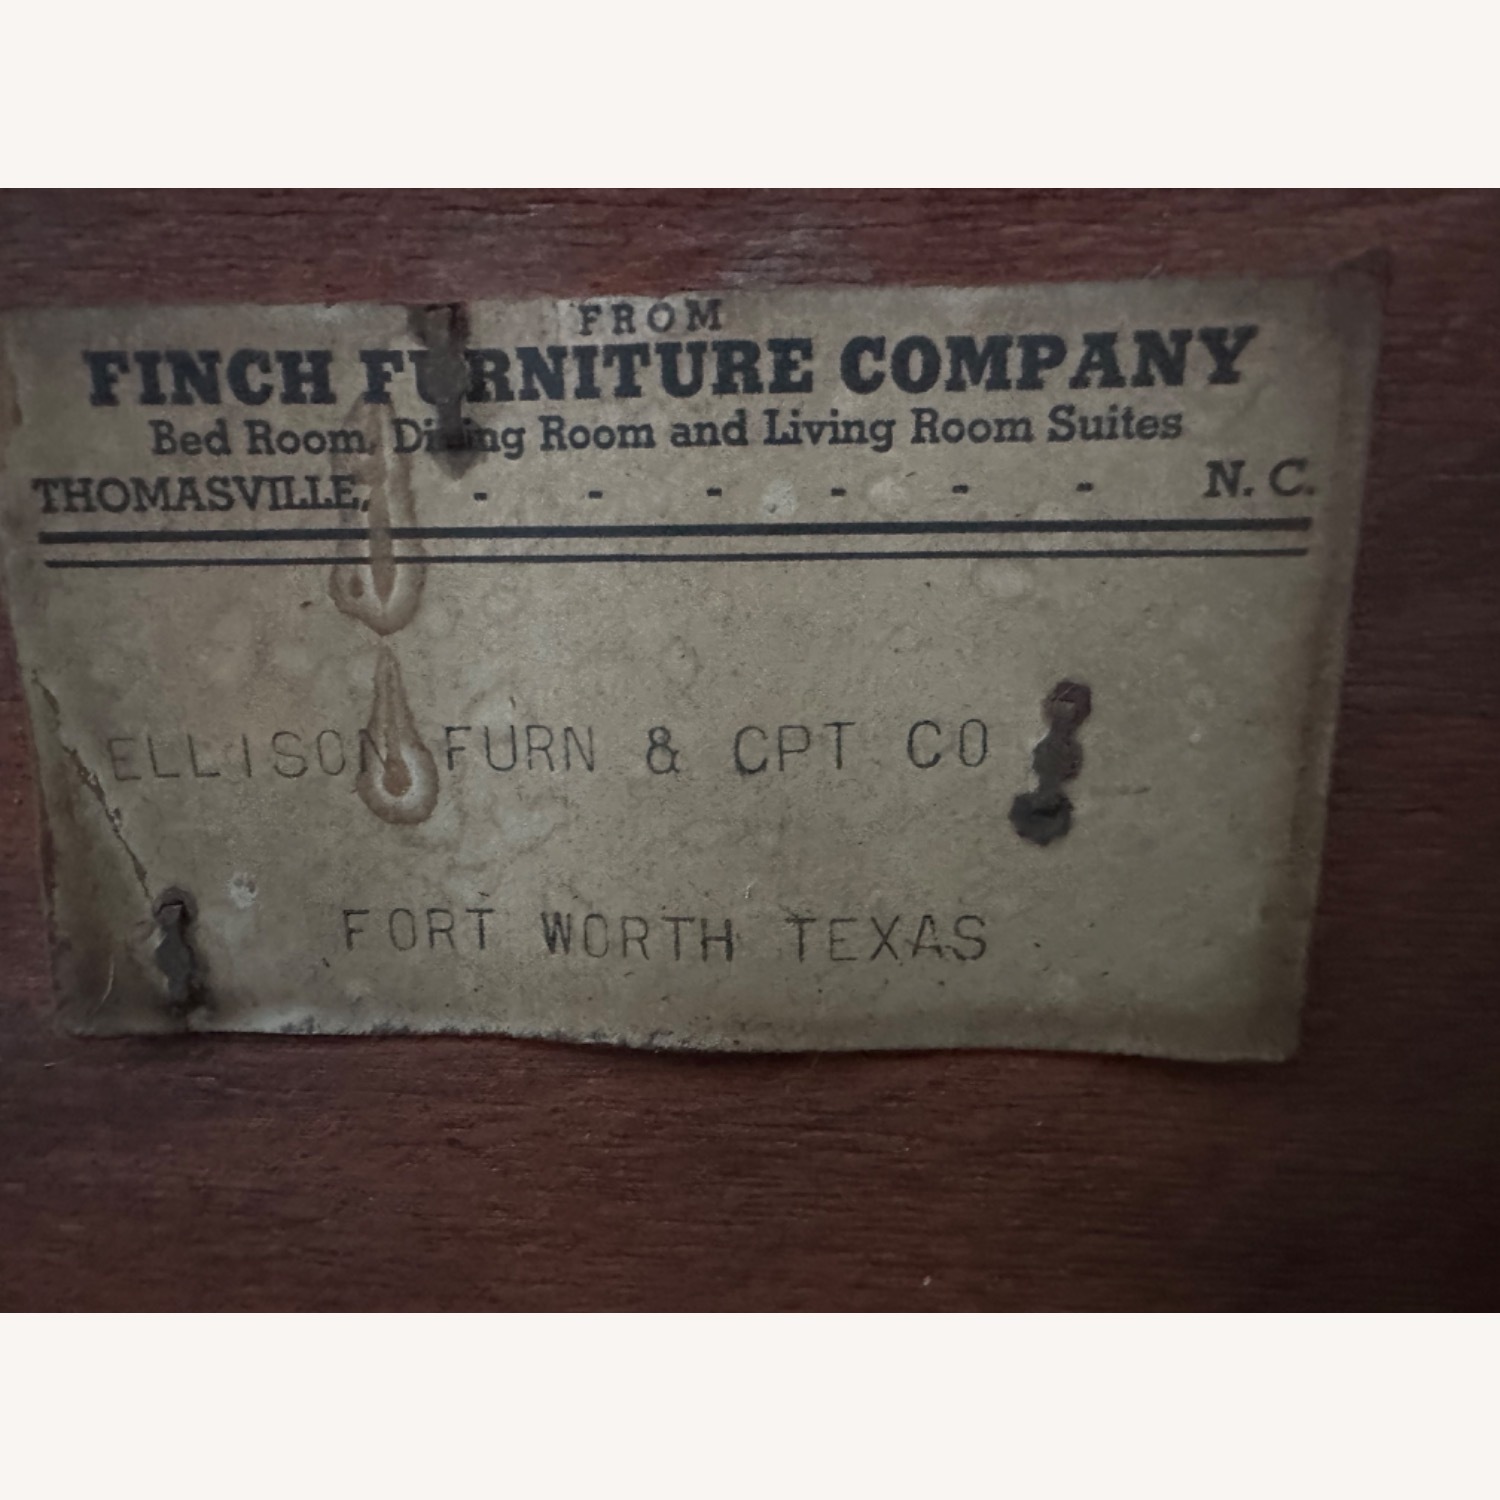 FROM
FINCH FURNITURE COMPANY
Bed Room, Dining Room and Living Room Suites
THOMASVILLE, - - - - - - N. C.
ELLISON FURN & CPT CO
FORT WORTH TEXAS